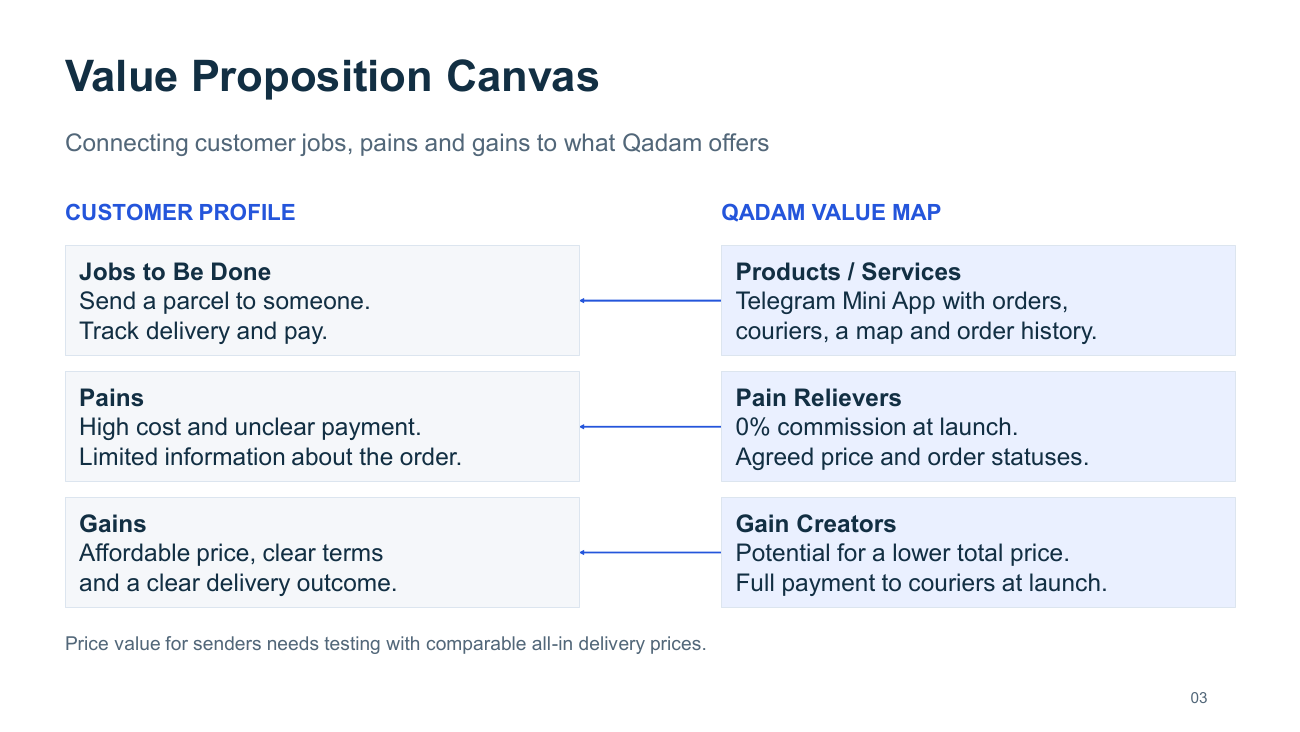 Value Proposition Canvas
Connecting customer jobs, pains and gains to what Qadam offers
CUSTOMER PROFILE
QADAM VALUE MAP
Jobs to Be Done
Send a parcel to someone.
Track delivery and pay.
Products / Services
Telegram Mini App with orders,
couriers, a map and order history.
Pains
High cost and unclear payment.
Limited information about the order.
Pain Relievers
0% commission at launch.
Agreed price and order statuses.
Gains
Affordable price, clear terms
and a clear delivery outcome.
Gain Creators
Potential for a lower total price.
Full payment to couriers at launch.
Price value for senders needs testing with comparable all-in delivery prices.
03